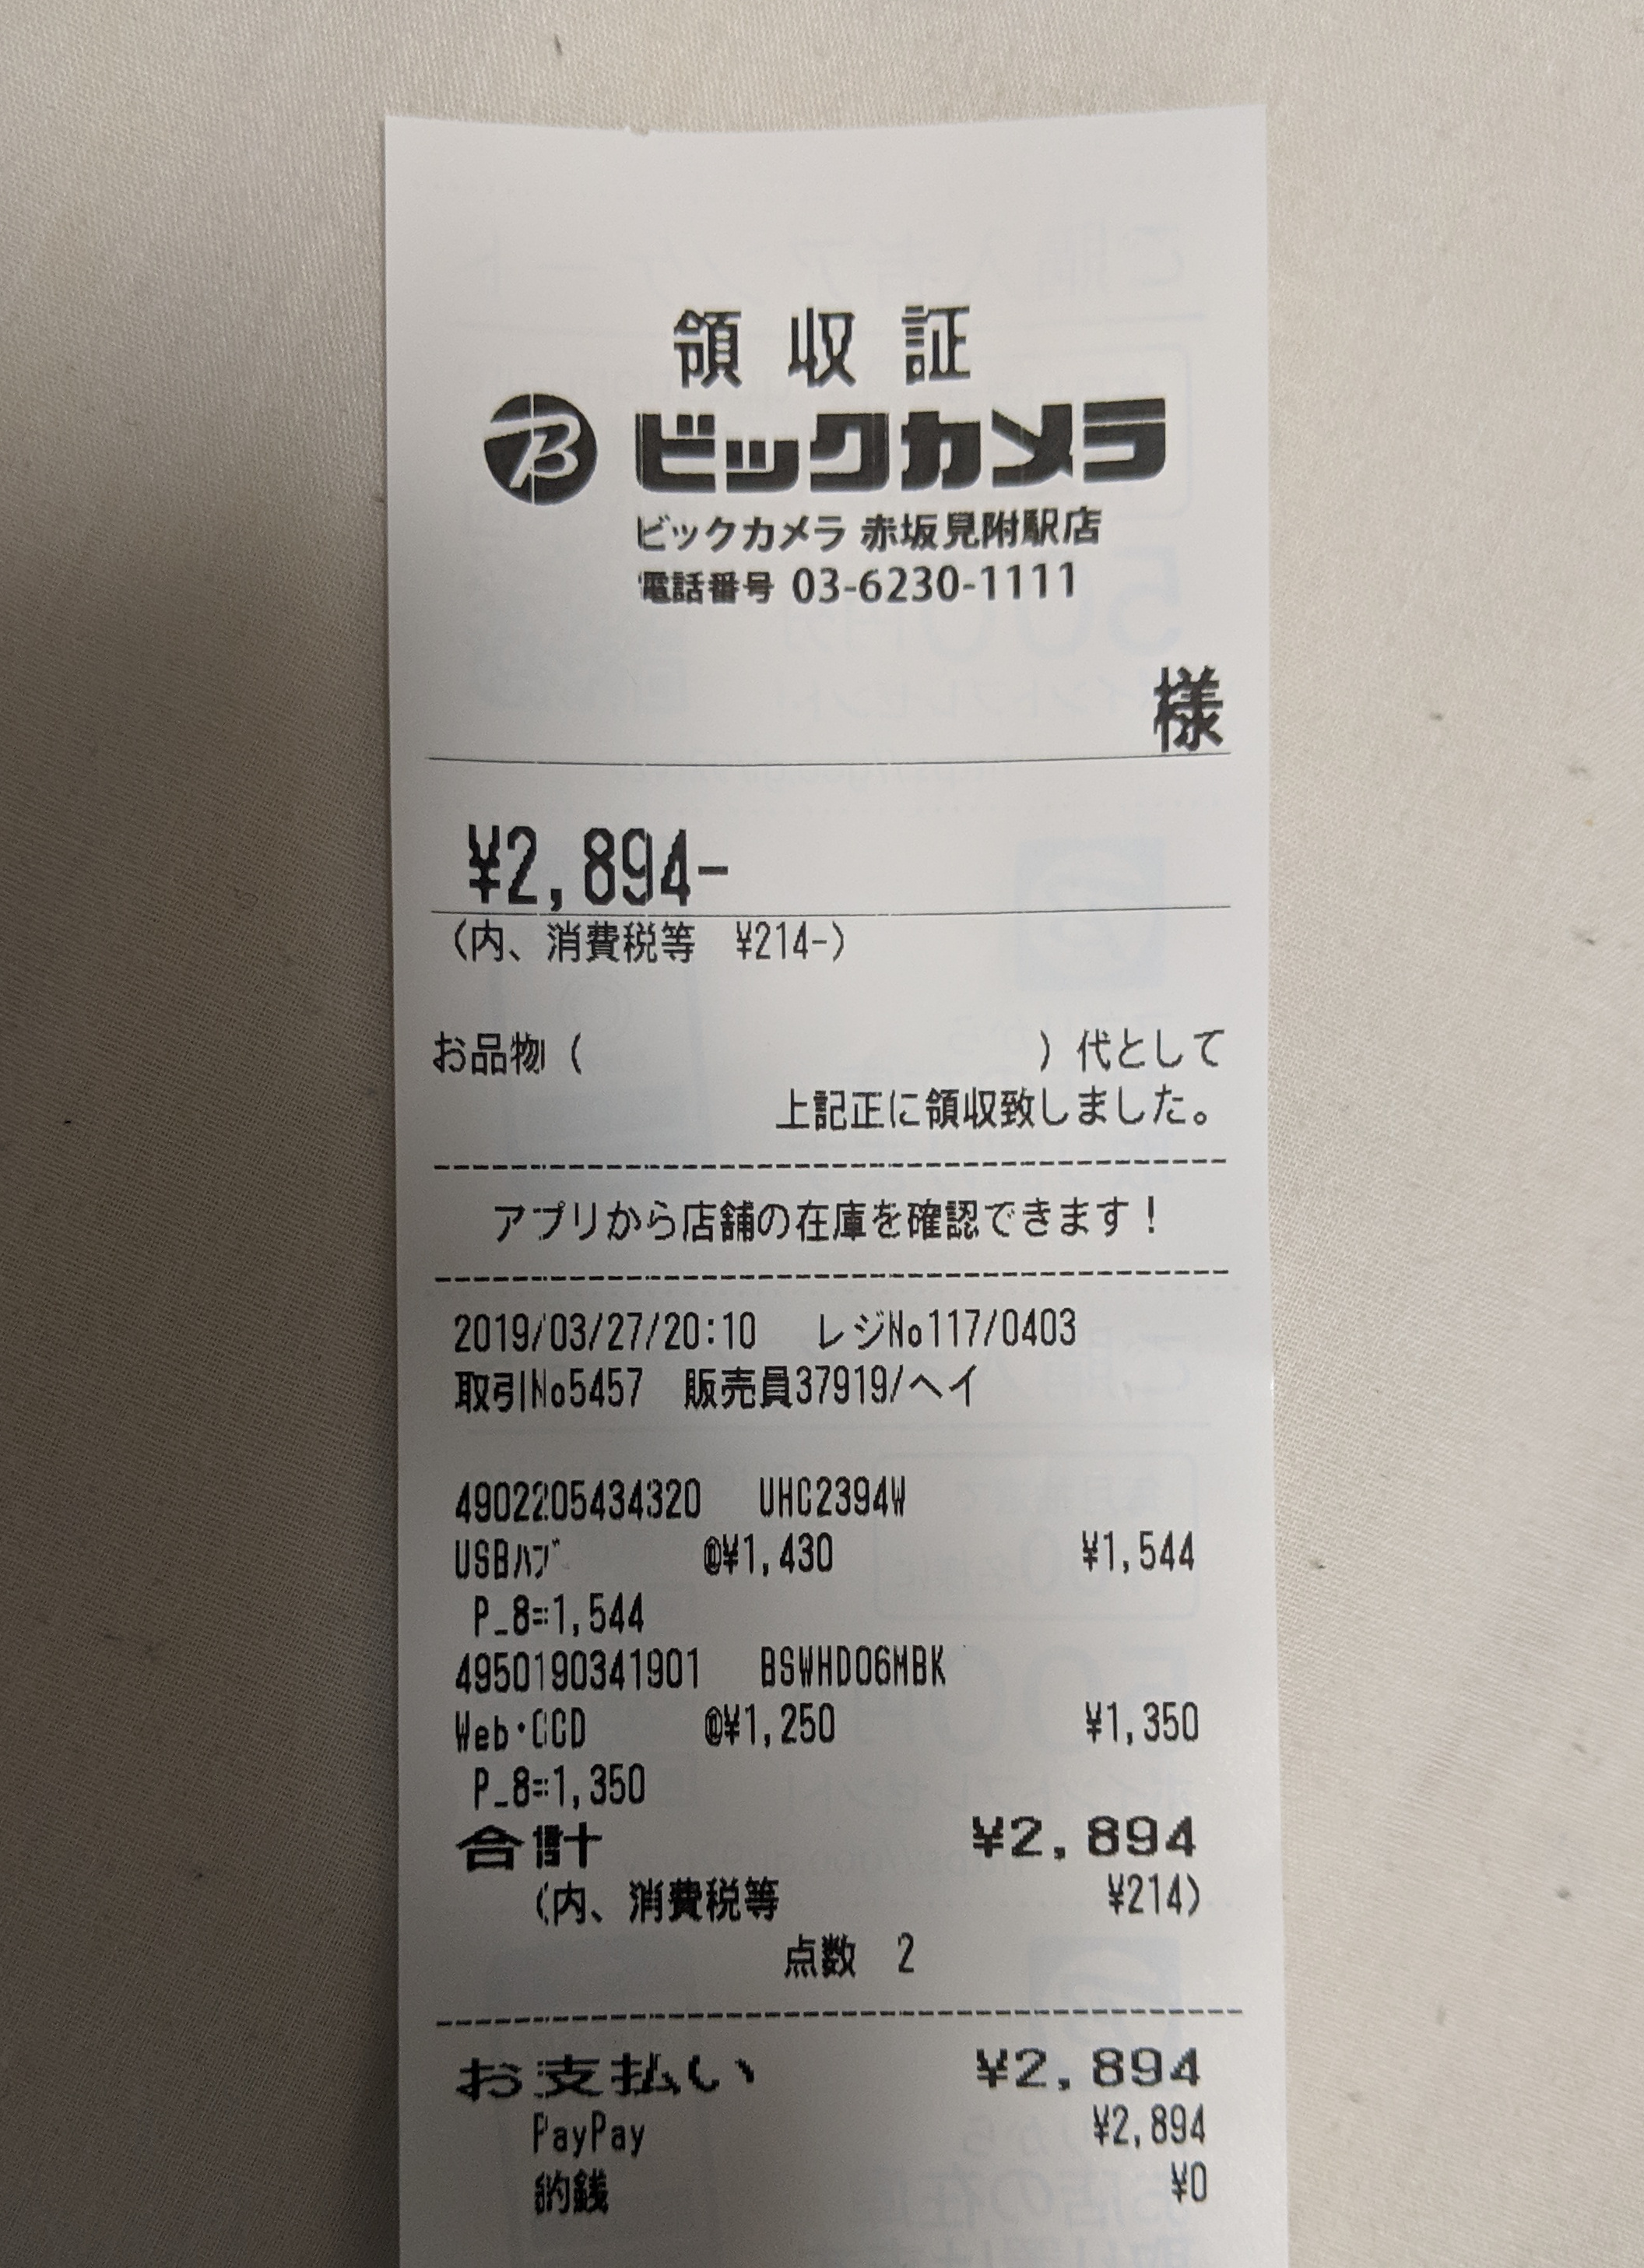 領収証
ビックカメラ
ビックカメラ 赤坂見附駅店
電話番号 03-6230-1111
様
¥2,894-
(内、消費税等 ¥214-)
お品物( )代として
上記正に領収致しました。
アプリから店舗の在庫を確認できます!
2019/03/27/20:10 レジNo117/0403
取引No5457 販売員37919/ヘイ
4902205434320 UHC2394W
USBハブ @¥1,430 ¥1,544
P_8=1,544
4950190341901 BSWHD06MBK
Web・CCD @¥1,250 ¥1,350
P_8=1,350
合計 ¥2,894
(内、消費税等 ¥214)
点数 2
お支払い ¥2,894
PayPay ¥2,894
釣銭 ¥0